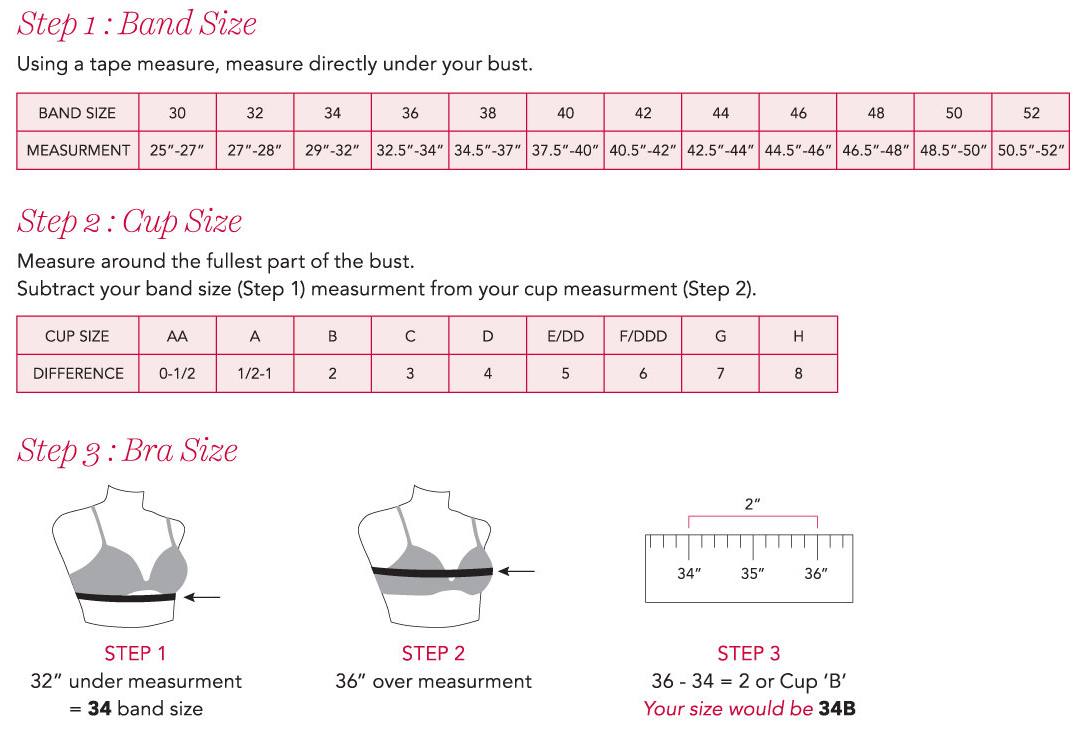 Step 1 : Band Size
Using a tape measure, measure directly under your bust.
BAND SIZE 30 32 34 36 38 40 42 44 46 48 50 52
MEASURMENT 25”-27” 27”-28” 29”-32” 32.5”-34” 34.5”-37” 37.5”-40” 40.5”-42” 42.5”-44” 44.5”-46” 46.5”-48” 48.5”-50” 50.5”-52”
Step 2 : Cup Size
Measure around the fullest part of the bust.
Subtract your band size (Step 1) measurment from your cup measurment (Step 2).
CUP SIZE AA A B C D E/DD F/DDD G H
DIFFERENCE 0-1/2 1/2-1 2 3 4 5 6 7 8
Step 3 : Bra Size
2”
34” 35” 36”
STEP 1 STEP 2 STEP 3
32” under measurment 36” over measurment 36 - 34 = 2 or Cup ‘B’
= 34 band size Your size would be 34B